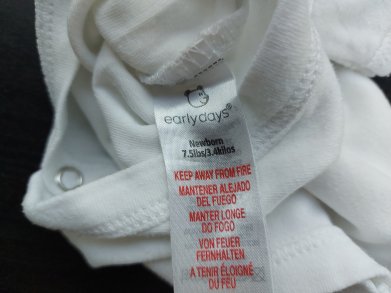 earlydays®
Newborn
7.5lbs/3.4kilos
KEEP AWAY FROM FIRE
MANTENER ALEJADO
DEL FUEGO
MANTER LONGE
DO FOGO
VON FEUER
FERNHALTEN
A TENIR ÉLOIGNÉ
DU FEU